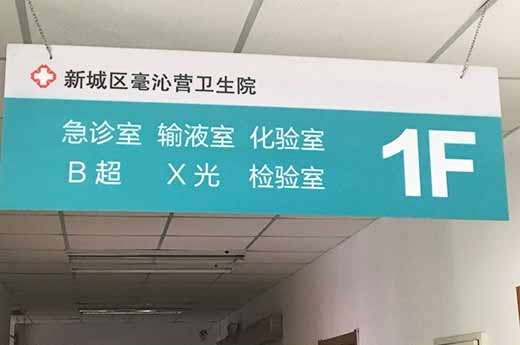 新城区毫沁营卫生院
急诊室 输液室 化验室
B超 X光 检验室
1F